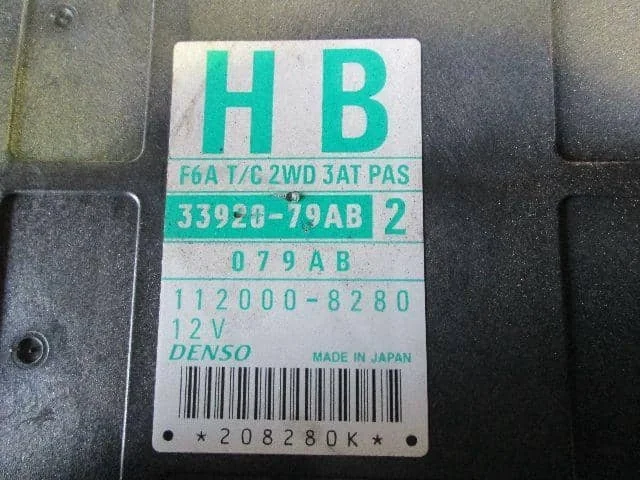 H B
F6A T/C 2WD 3AT PAS
33920-79AB 2
079AB
112000-8280
12V
DENSO MADE IN JAPAN
*208280K*